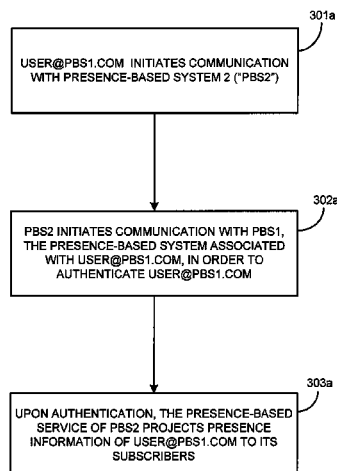 301a
USER@PBS1.COM INITIATES COMMUNICATION
WITH PRESENCE-BASED SYSTEM 2 ("PBS2")
302a
PBS2 INITIATES COMMUNICATION WITH PBS1,
THE PRESENCE-BASED SYSTEM ASSOCIATED
WITH USER@PBS1.COM, IN ORDER TO
AUTHENTICATE USER@PBS1.COM
303a
UPON AUTHENTICATION, THE PRESENCE-BASED
SERVICE OF PBS2 PROJECTS PRESENCE
INFORMATION OF USER@PBS1.COM TO ITS
SUBSCRIBERS